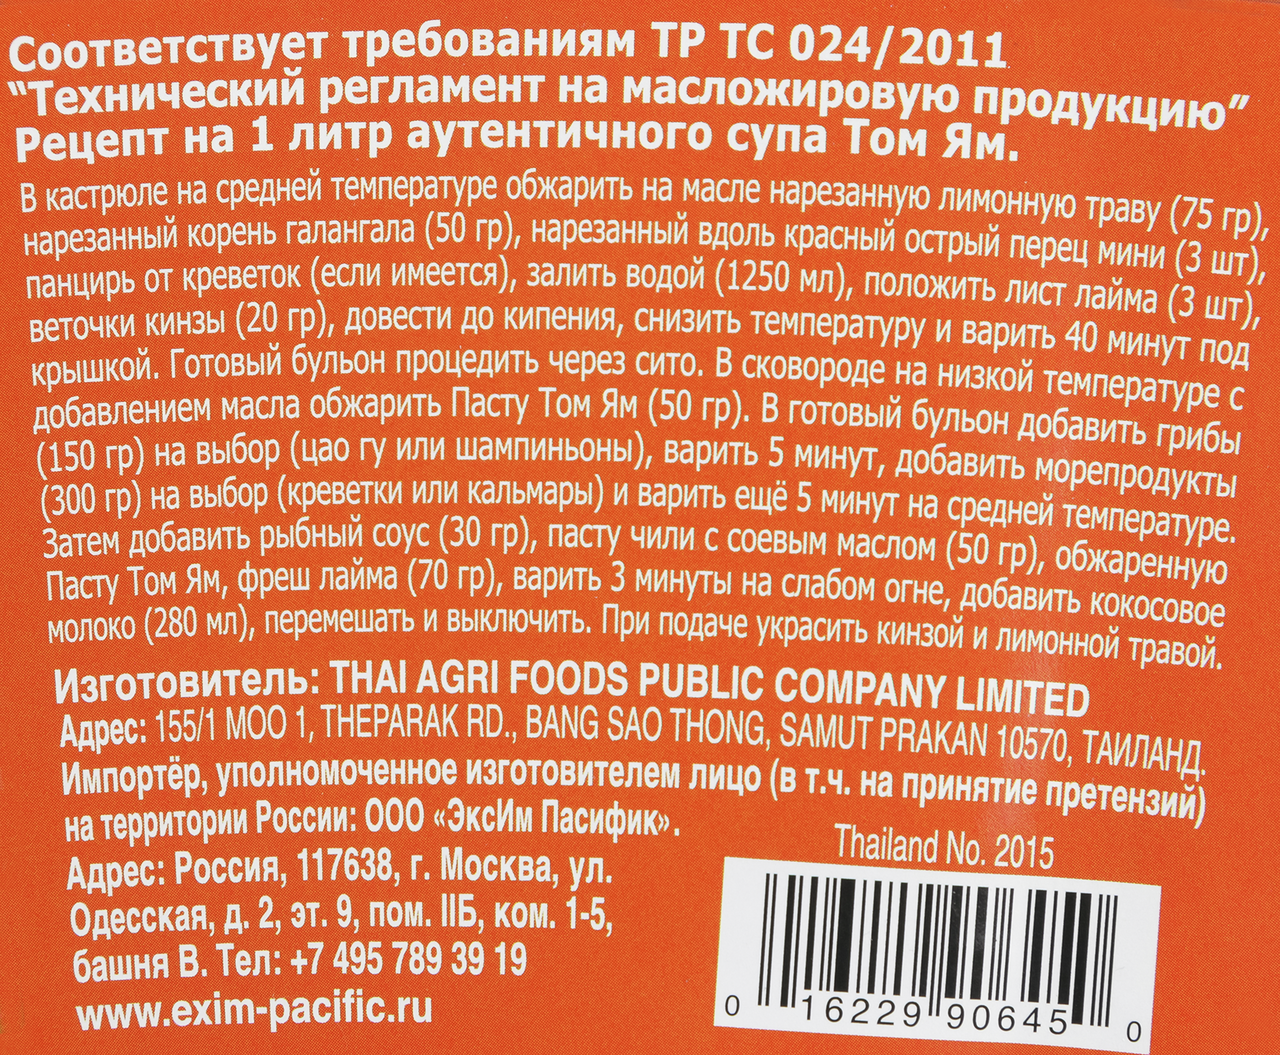 Соответствует требованиям ТР ТС 024/2011
“Технический регламент на масложировую продукцию”
Рецепт на 1 литр аутентичного супа Том Ям.
В кастрюле на средней температуре обжарить на масле нарезанную лимонную траву (75 гр),
нарезанный корень галангала (50 гр), нарезанный вдоль красный острый перец мини (3 шт),
панцирь от креветок (если имеется), залить водой (1250 мл), положить лист лайма (3 шт),
веточки кинзы (20 гр), довести до кипения, снизить температуру и варить 40 минут под
крышкой. Готовый бульон процедить через сито. В сковороде на низкой температуре с
добавлением масла обжарить Пасту Том Ям (50 гр). В готовый бульон добавить грибы
(150 гр) на выбор (цао гу или шампиньоны), варить 5 минут, добавить морепродукты
(300 гр) на выбор (креветки или кальмары) и варить ещё 5 минут на средней температуре.
Затем добавить рыбный соус (30 гр), пасту чили с соевым маслом (50 гр), обжаренную
Пасту Том Ям, фреш лайма (70 гр), варить 3 минуты на слабом огне, добавить кокосовое
молоко (280 мл), перемешать и выключить. При подаче украсить кинзой и лимонной травой.
Изготовитель: THAI AGRI FOODS PUBLIC COMPANY LIMITED
Адрес: 155/1 MOO 1, THEPARAK RD., BANG SAO THONG, SAMUT PRAKAN 10570, ТАИЛАНД.
Импортёр, уполномоченное изготовителем лицо (в т.ч. на принятие претензий)
на территории России: ООО «ЭксИм Пасифик».
Адрес: Россия, 117638, г. Москва, ул.
Одесская, д. 2, эт. 9, пом. IIБ, ком. 1-5,
башня В. Тел: +7 495 789 39 19
www.exim-pacific.ru
Thailand No. 2015
0 16229 90645 0